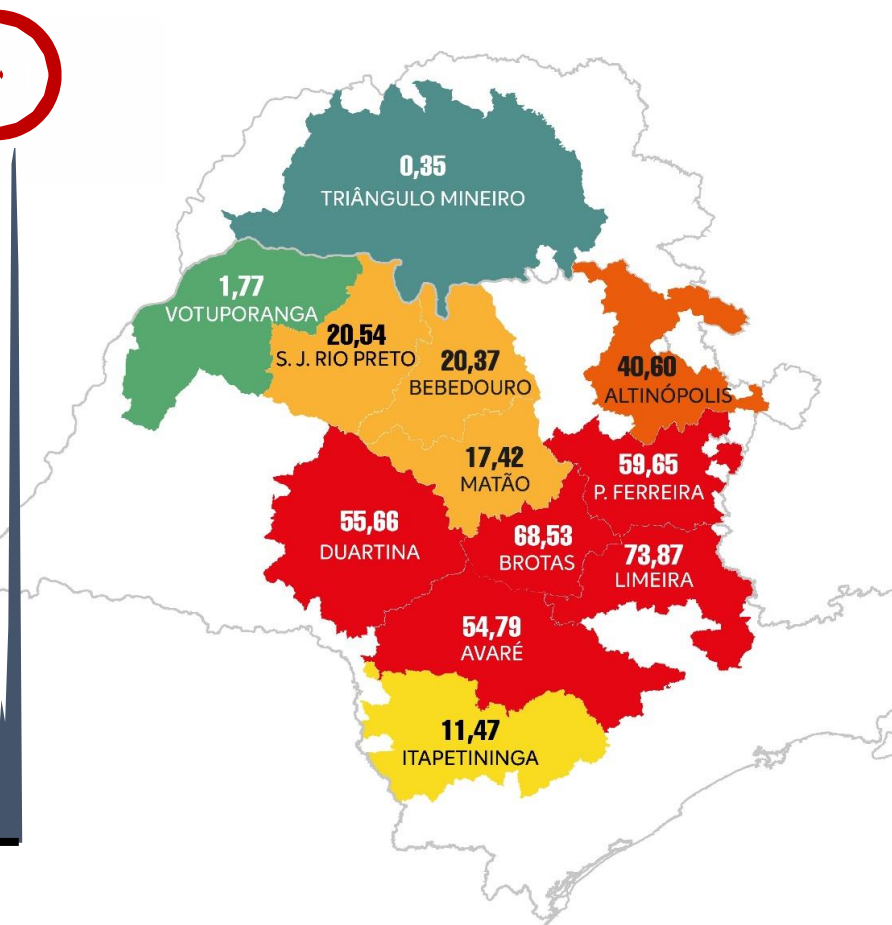 0,35
TRIÂNGULO MINEIRO
1,77
VOTUPORANGA
20,54
S. J. RIO PRETO
20,37
BEBEDOURO
40,60
ALTINÓPOLIS
17,42
MATÃO
59,65
P. FERREIRA
55,66
DUARTINA
68,53
BROTAS
73,87
LIMEIRA
54,79
AVARÉ
11,47
ITAPETININGA